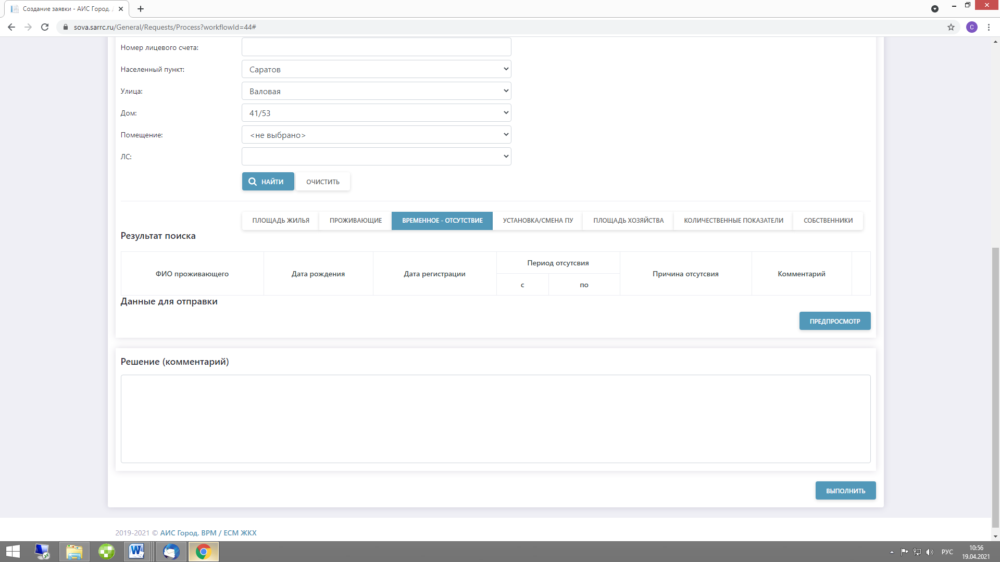 Создание заявки - АИС Город.
sova.sarrc.ru/General/Requests/Process?workflowId=44#
С
Номер лицевого счета:
Населенный пункт:
Саратов
Улица:
Валовая
Дом:
41/53
Помещение:
<не выбрано>
ЛС:
НАЙТИ
ОЧИСТИТЬ
ПЛОЩАДЬ ЖИЛЬЯ
ПРОЖИВАЮЩИЕ
ВРЕМЕННОЕ - ОТСУТСТВИЕ
УСТАНОВКА/СМЕНА ПУ
ПЛОЩАДЬ ХОЗЯЙСТВА
КОЛИЧЕСТВЕННЫЕ ПОКАЗАТЕЛИ
СОБСТВЕННИКИ
Результат поиска
ФИО проживающего
Дата рождения
Дата регистрации
Период отсутсвия
с
по
Причина отсутсвия
Комментарий
Данные для отправки
ПРЕДПРОСМОТР
Решение (комментарий)
ВЫПОЛНИТЬ
2019-2021 © АИС Город. ВРМ / ЕСМ ЖКХ
РУС
10:56
19.04.2021